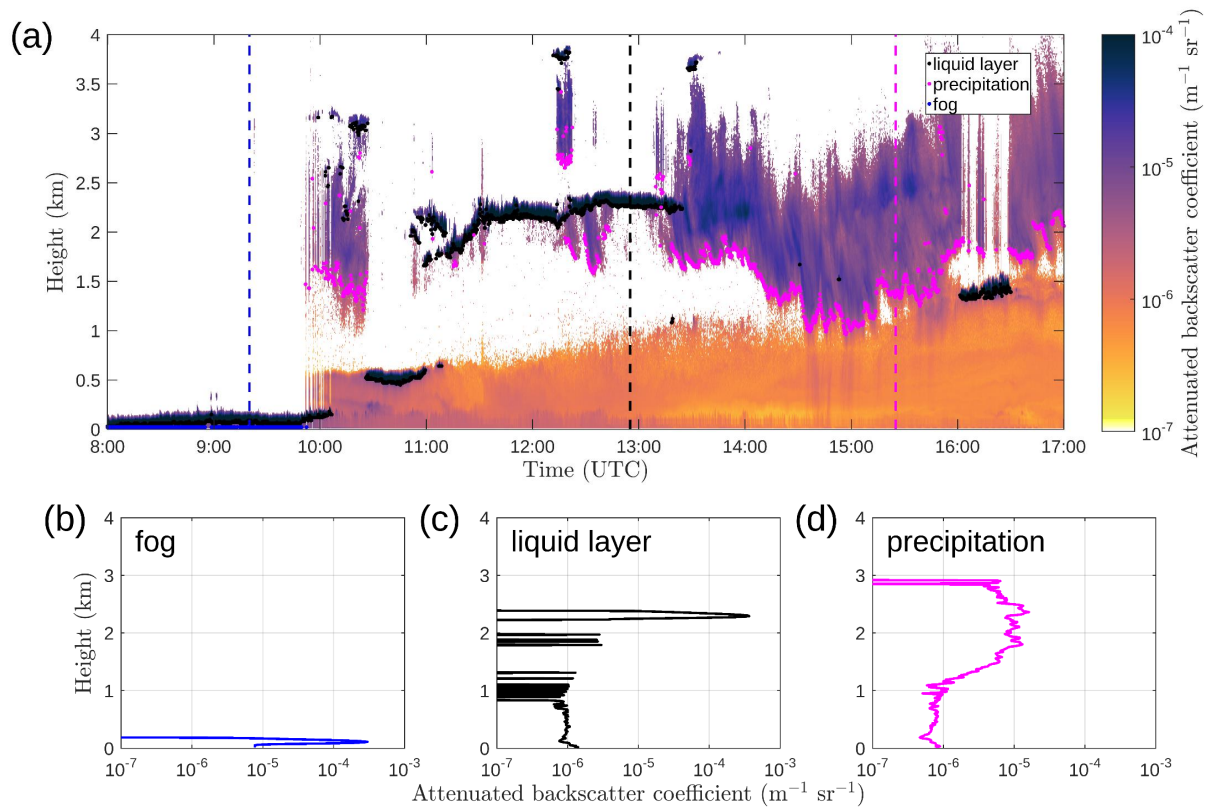 (a)
4
3.5
3
2.5
2
1.5
1
0.5
0
Height (km)
8:00 9:00 10:00 11:00 12:00 13:00 14:00 15:00 16:00 17:00
Time (UTC)
liquid layer
precipitation
fog
10⁻⁴
10⁻⁵
10⁻⁶
10⁻⁷
Attenuated backscatter coefficient (m⁻¹ sr⁻¹)
(b)
fog
4
3
2
1
0
Height (km)
10⁻⁷ 10⁻⁶ 10⁻⁵ 10⁻⁴ 10⁻³
(c)
liquid layer
4
3
2
1
0
10⁻⁷ 10⁻⁶ 10⁻⁵ 10⁻⁴ 10⁻³
(d)
precipitation
4
3
2
1
0
10⁻⁷ 10⁻⁶ 10⁻⁵ 10⁻⁴ 10⁻³
Attenuated backscatter coefficient (m⁻¹ sr⁻¹)